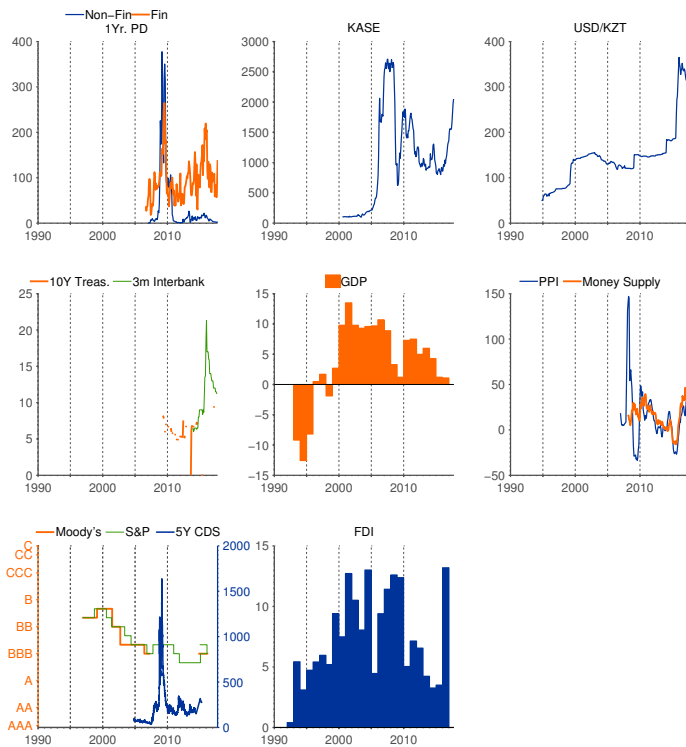 Non-Fin Fin
1Yr. PD
400
300
200
100
0
1990 2000 2010
KASE
3000
2500
2000
1500
1000
500
0
1990 2000 2010
USD/KZT
400
300
200
100
0
1990 2000 2010
10Y Treas. 3m Interbank
25
20
15
10
5
0
1990 2000 2010
GDP
15
10
5
0
−5
−10
−15
1990 2000 2010
PPI Money Supply
150
100
50
0
−50
1990 2000 2010
Moody's S&P 5Y CDS
C
CC
CCC
B
BB
BBB
A
AA
AAA
2000
1500
1000
500
0
1990 2000 2010
FDI
15
10
5
0
1990 2000 2010